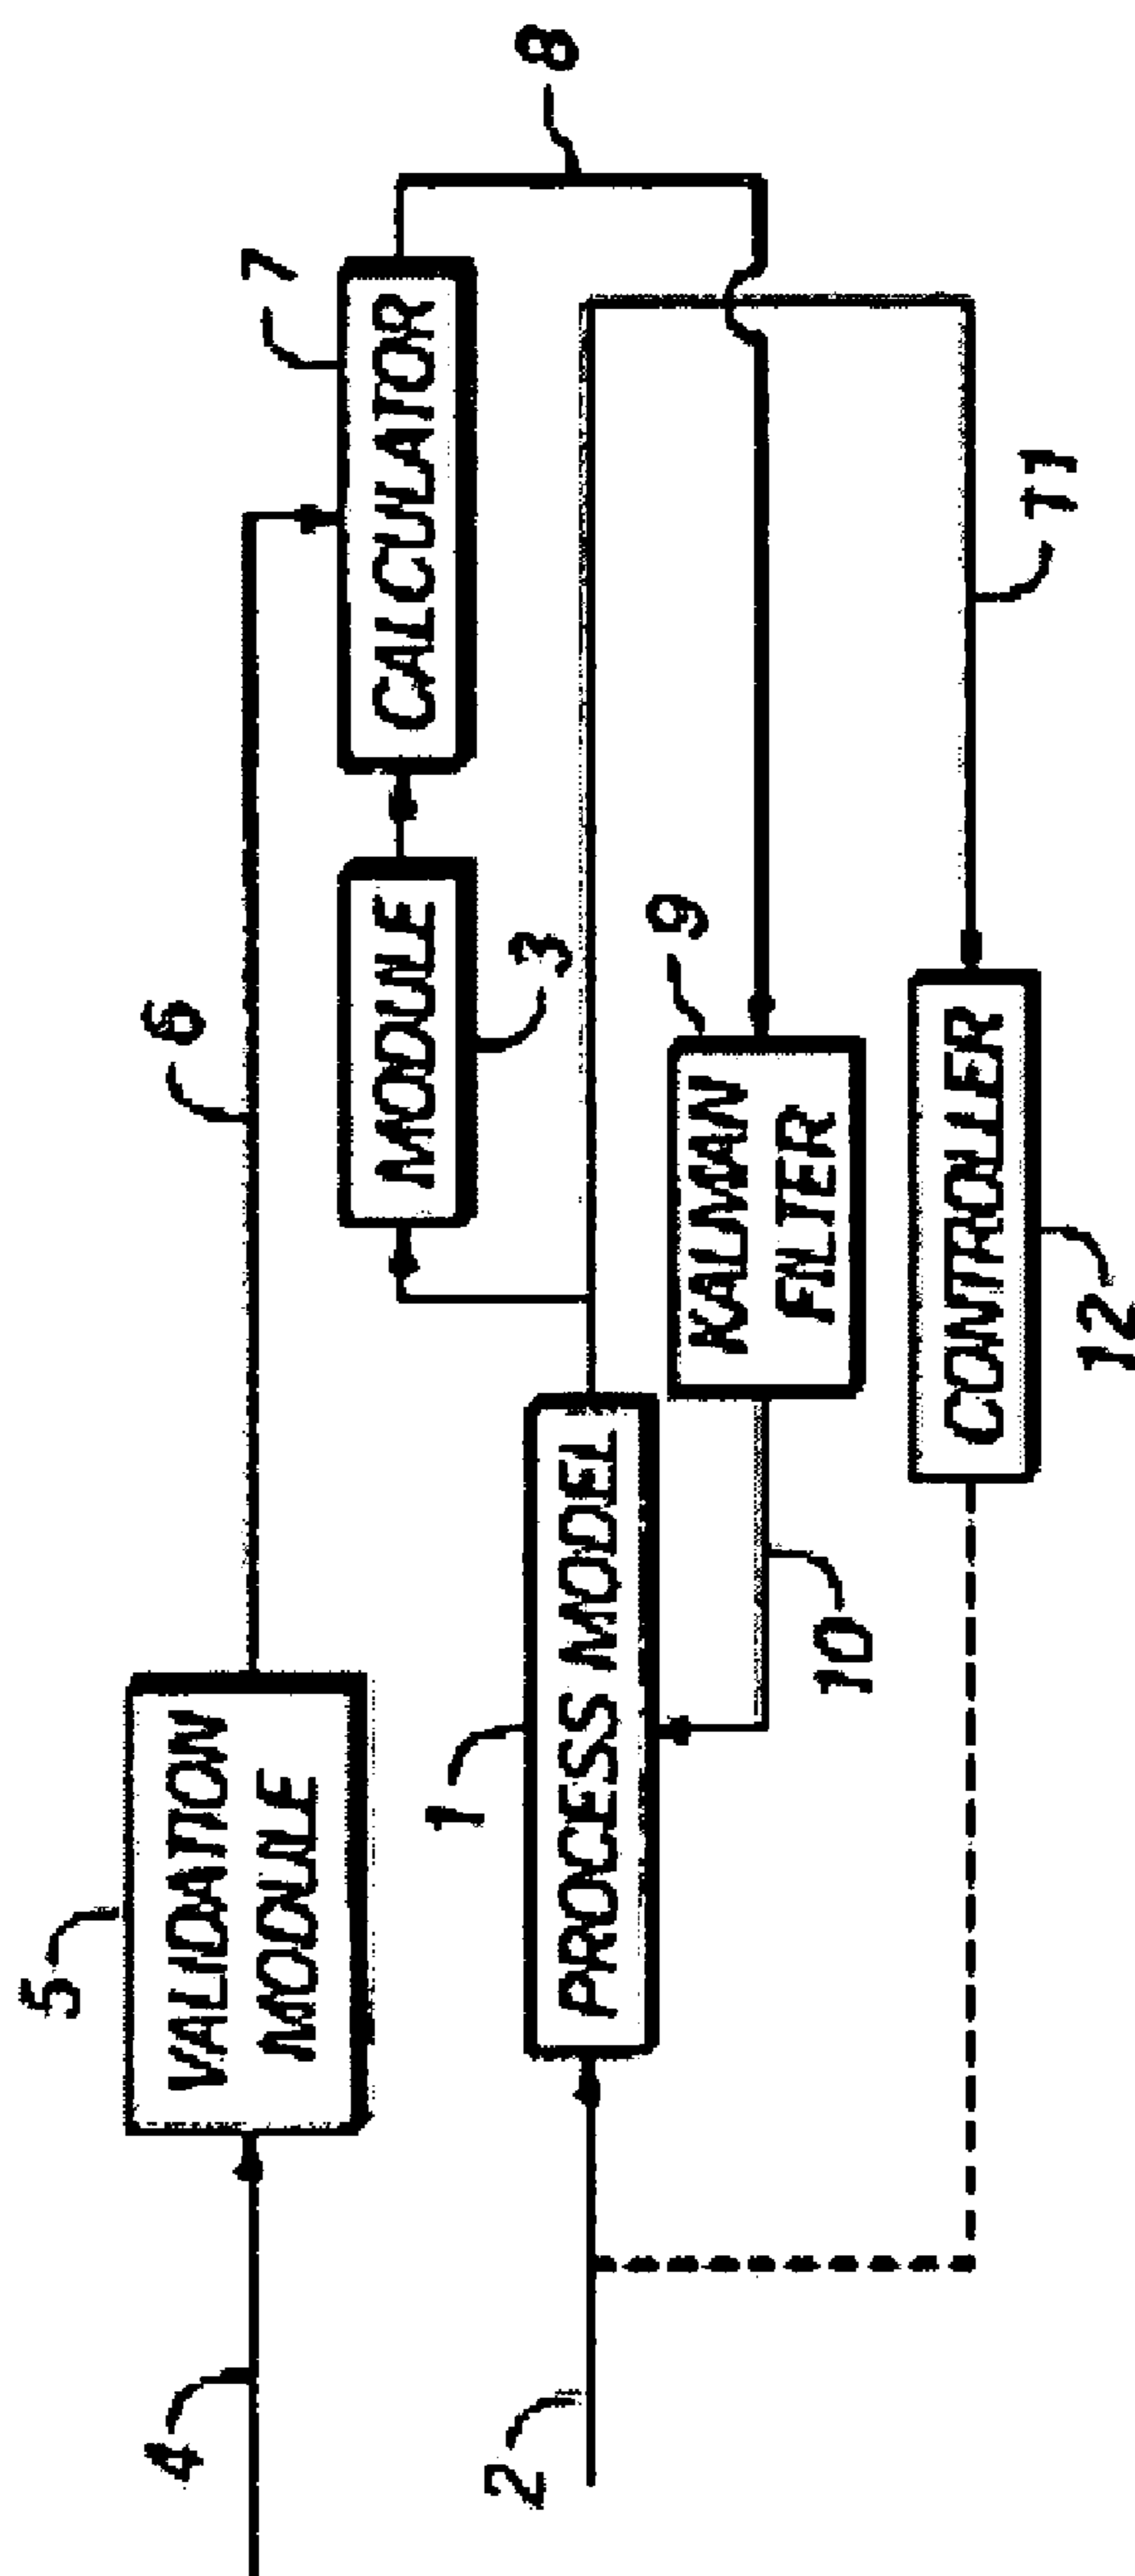 8
7
CALCULATOR
6
MODULE
3
11
9
KALMAN
FILTER
CONTROLLER
12
10
5
VALIDATION
MODULE
1
PROCESS MODEL
4
2